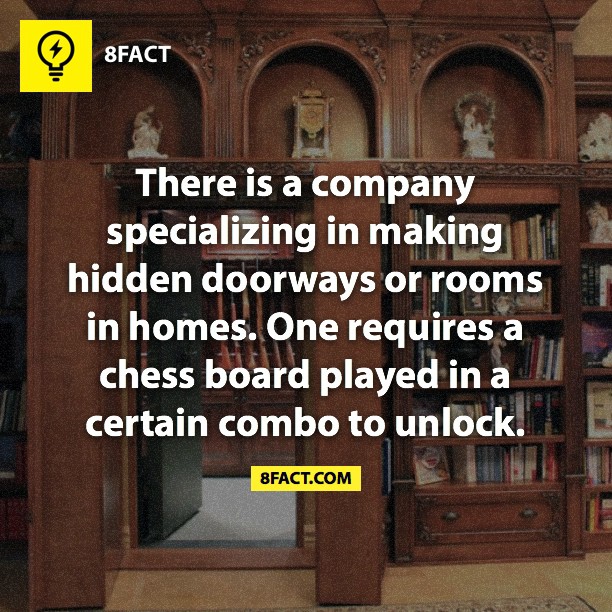 8FACT
There is a company
specializing in making
hidden doorways or rooms
in homes. One requires a
chess board played in a
certain combo to unlock.
8FACT.COM